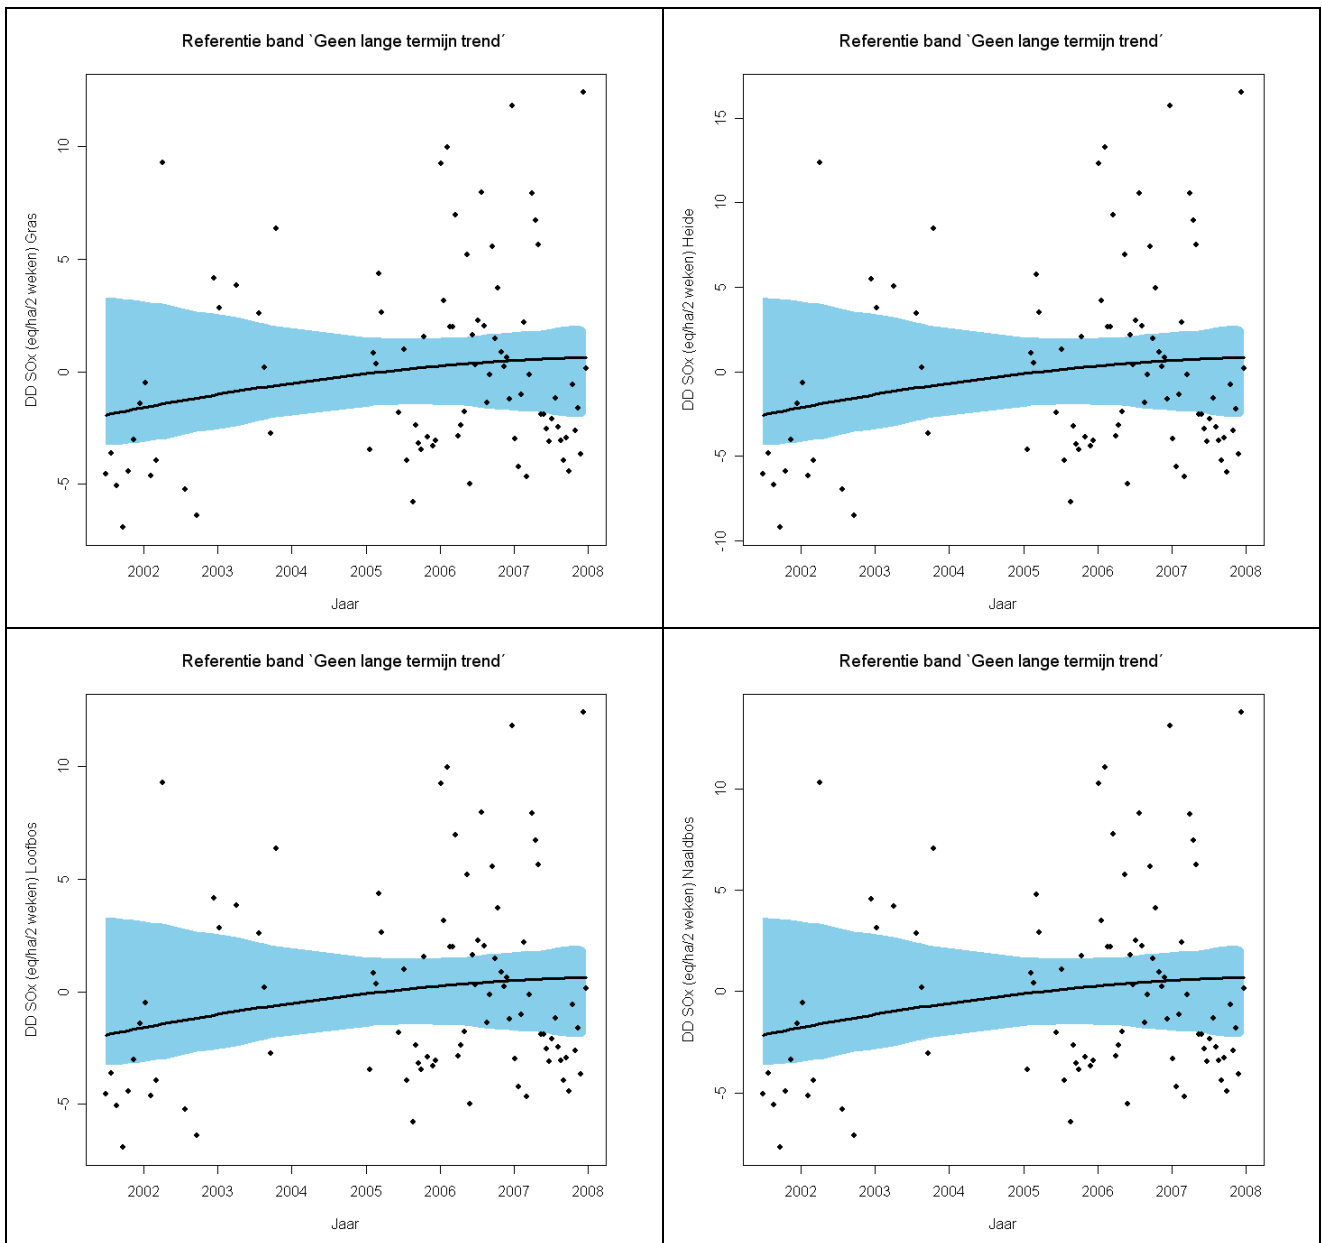 Referentie band `Geen lange termijn trend´
DD SOx (eq/ha/2 weken) Gras
10
5
0
-5
2002 2003 2004 2005 2006 2007 2008
Jaar
Referentie band `Geen lange termijn trend´
DD SOx (eq/ha/2 weken) Heide
15
10
5
0
-5
-10
2002 2003 2004 2005 2006 2007 2008
Jaar
Referentie band `Geen lange termijn trend´
DD SOx (eq/ha/2 weken) Loofbos
10
5
0
-5
2002 2003 2004 2005 2006 2007 2008
Jaar
Referentie band `Geen lange termijn trend´
DD SOx (eq/ha/2 weken) Naaldbos
10
5
0
-5
2002 2003 2004 2005 2006 2007 2008
Jaar